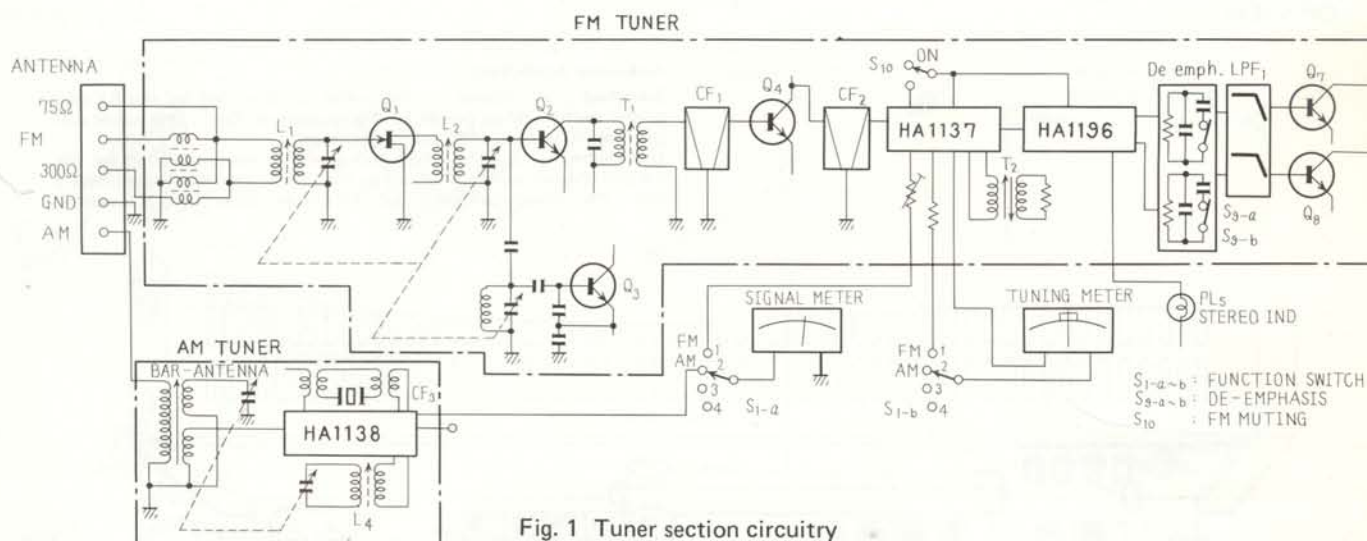 FM TUNER
ANTENNA
75Ω
FM
300Ω
GND
AM
L1
Q1
L2
Q2
T1
CF1
Q4
CF2
S10
ON
HA1137
HA1196
T2
De emph. LPF1
Q7
Q8
S9-a
S9-b
Q3
SIGNAL METER
TUNING METER
PL5
STEREO IND
FM 1
AM 2
3
4
S1-a
FM 1
AM 2
3
4
S1-b
S1-a~b : FUNCTION SWITCH
S9-a~b : DE-EMPHASIS
S10 : FM MUTING
AM TUNER
BAR-ANTENNA
CF3
HA1138
L4
Fig. 1 Tuner section circuitry